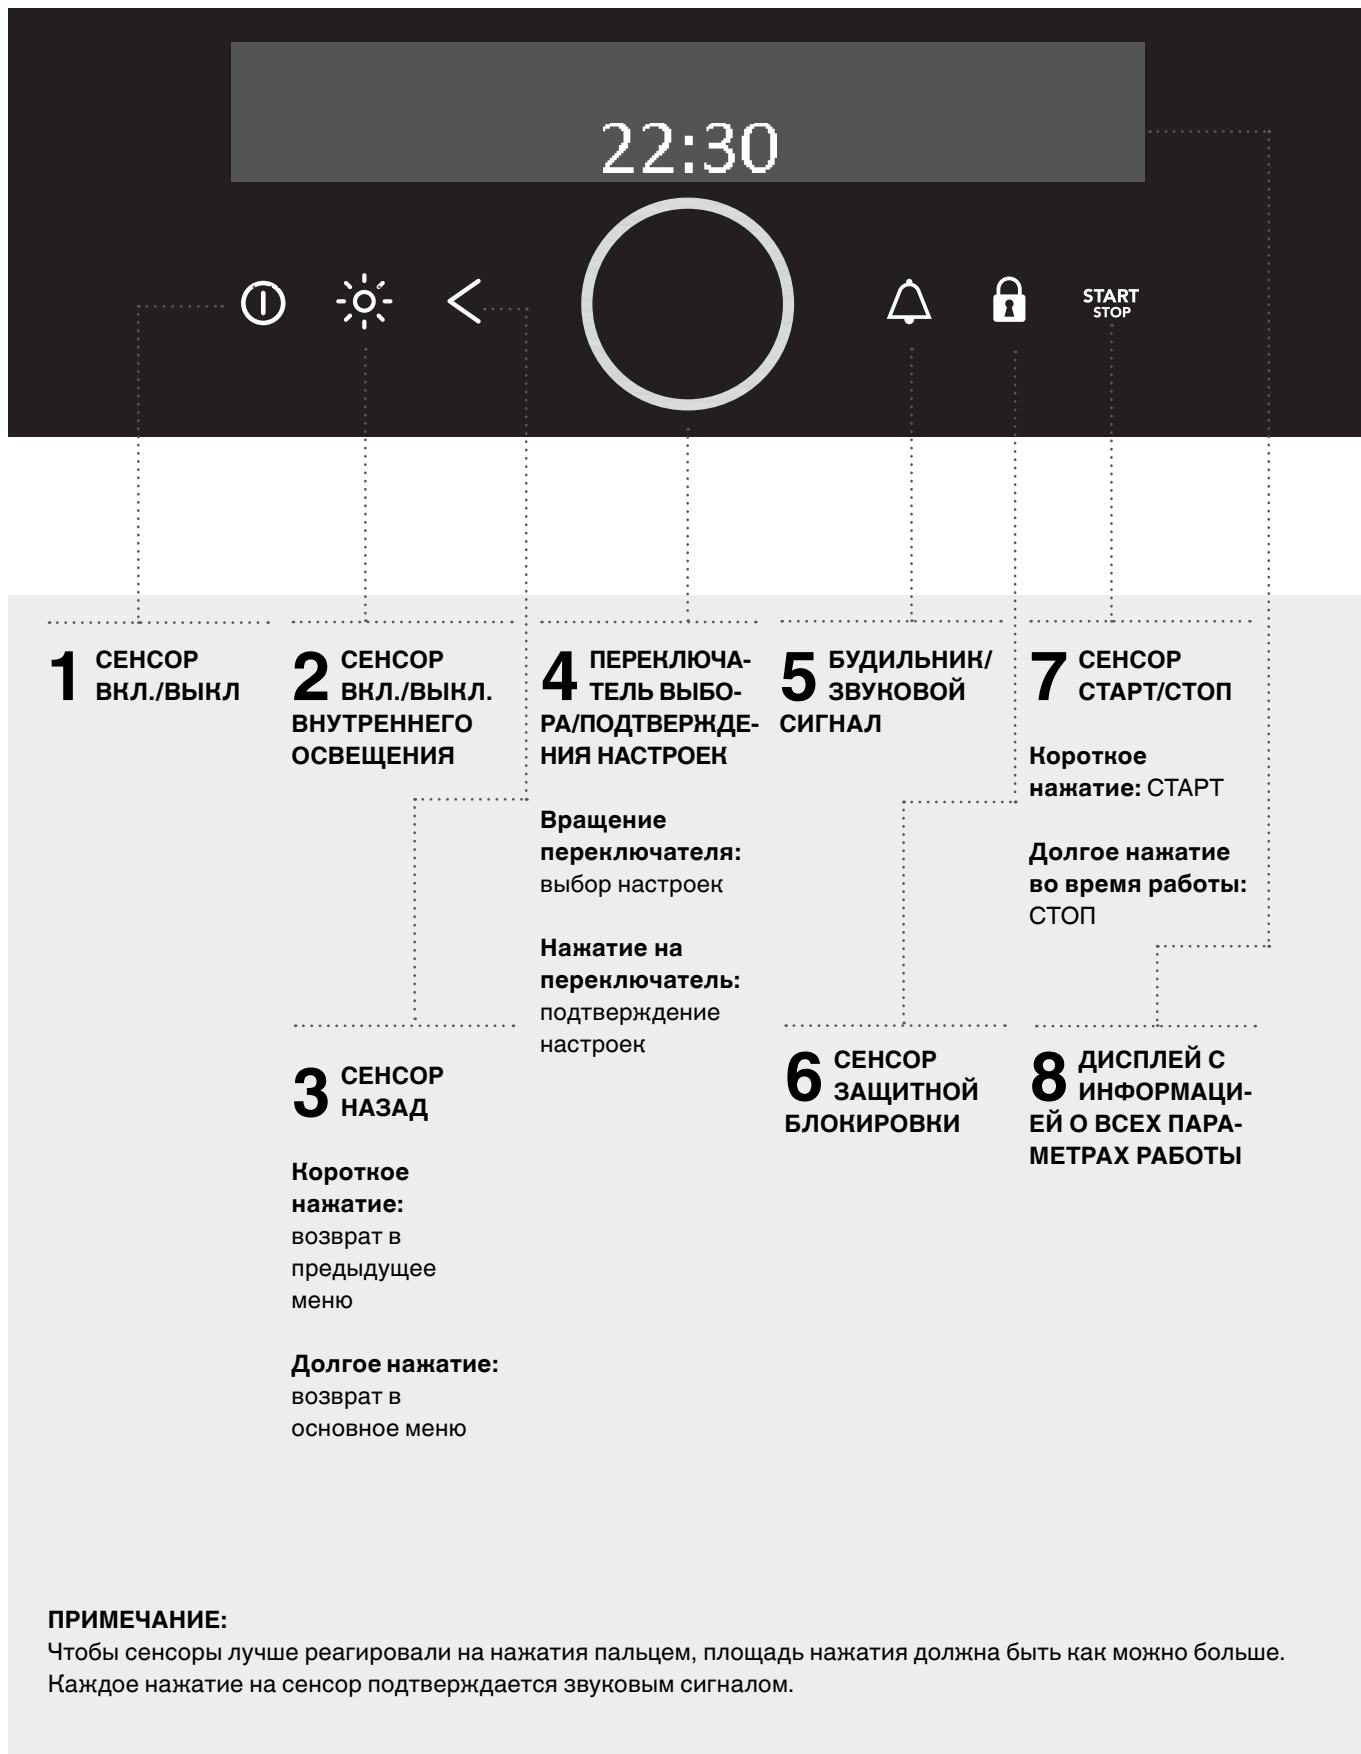 22:30
START
STOP
1 СЕНСОР
ВКЛ./ВЫКЛ
2 СЕНСОР
ВКЛ./ВЫКЛ.
ВНУТРЕННЕГО
ОСВЕЩЕНИЯ
3 СЕНСОР
НАЗАД
Короткое
нажатие:
возврат в
предыдущее
меню
Долгое нажатие:
возврат в
основное меню
4 ПЕРЕКЛЮЧА-
ТЕЛЬ ВЫБО-
РА/ПОДТВЕРЖДЕ-
НИЯ НАСТРОЕК
Вращение
переключателя:
выбор настроек
Нажатие на
переключатель:
подтверждение
настроек
5 БУДИЛЬНИК/
ЗВУКОВОЙ
СИГНАЛ
6 СЕНСОР
ЗАЩИТНОЙ
БЛОКИРОВКИ
7 СЕНСОР
СТАРТ/СТОП
Короткое
нажатие: СТАРТ
Долгое нажатие
во время работы:
СТОП
8 ДИСПЛЕЙ С
ИНФОРМАЦИ-
ЕЙ О ВСЕХ ПАРА-
МЕТРАХ РАБОТЫ
ПРИМЕЧАНИЕ:
Чтобы сенсоры лучше реагировали на нажатия пальцем, площадь нажатия должна быть как можно больше.
Каждое нажатие на сенсор подтверждается звуковым сигналом.